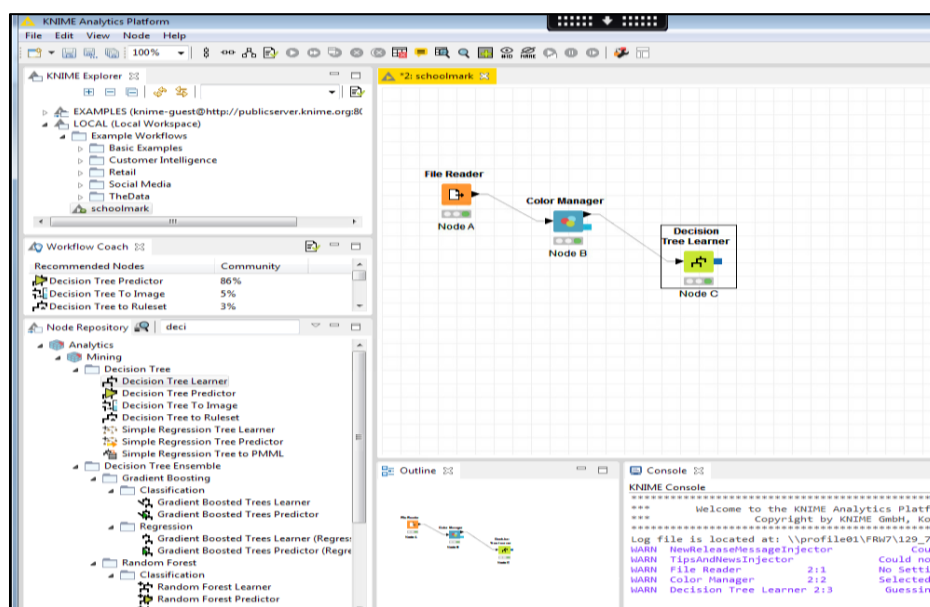 KNIME Analytics Platform
File Edit View Node Help
100%
KNIME Explorer
EXAMPLES (knime-guest@http://publicserver.knime.org:80
LOCAL (Local Workspace)
Example Workflows
Basic Examples
Customer Intelligence
Retail
Social Media
TheData
schoolmark
Workflow Coach
Recommended Nodes Community
Decision Tree Predictor 86%
Decision Tree To Image 5%
Decision Tree to Ruleset 3%
Node Repository deci
Analytics
Mining
Decision Tree
Decision Tree Learner
Decision Tree Predictor
Decision Tree To Image
Decision Tree to Ruleset
Simple Regression Tree Learner
Simple Regression Tree Predictor
Simple Regression Tree to PMML
Decision Tree Ensemble
Gradient Boosting
Classification
Gradient Boosted Trees Learner
Gradient Boosted Trees Predictor
Regression
Gradient Boosted Trees Learner (Regres
Gradient Boosted Trees Predictor (Regre
Random Forest
Classification
Random Forest Learner
Random Forest Predictor
*2: schoolmark
File Reader
Node A
Color Manager
Node B
Decision
Tree Learner
Node C
Outline
Console
KNIME Console
***********************************
*** Welcome to the KNIME Analytics Platf
*** Copyright by KNIME GmbH, Ko
***********************************
Log file is located at: \\profile01\FRW7\129_7
WARN NewReleaseMessageInjector Cou
WARN TipsAndNewsInjector Could no
WARN File Reader 2:1 No Setti
WARN Color Manager 2:2 Selected
WARN Decision Tree Learner 2:3 Guessin